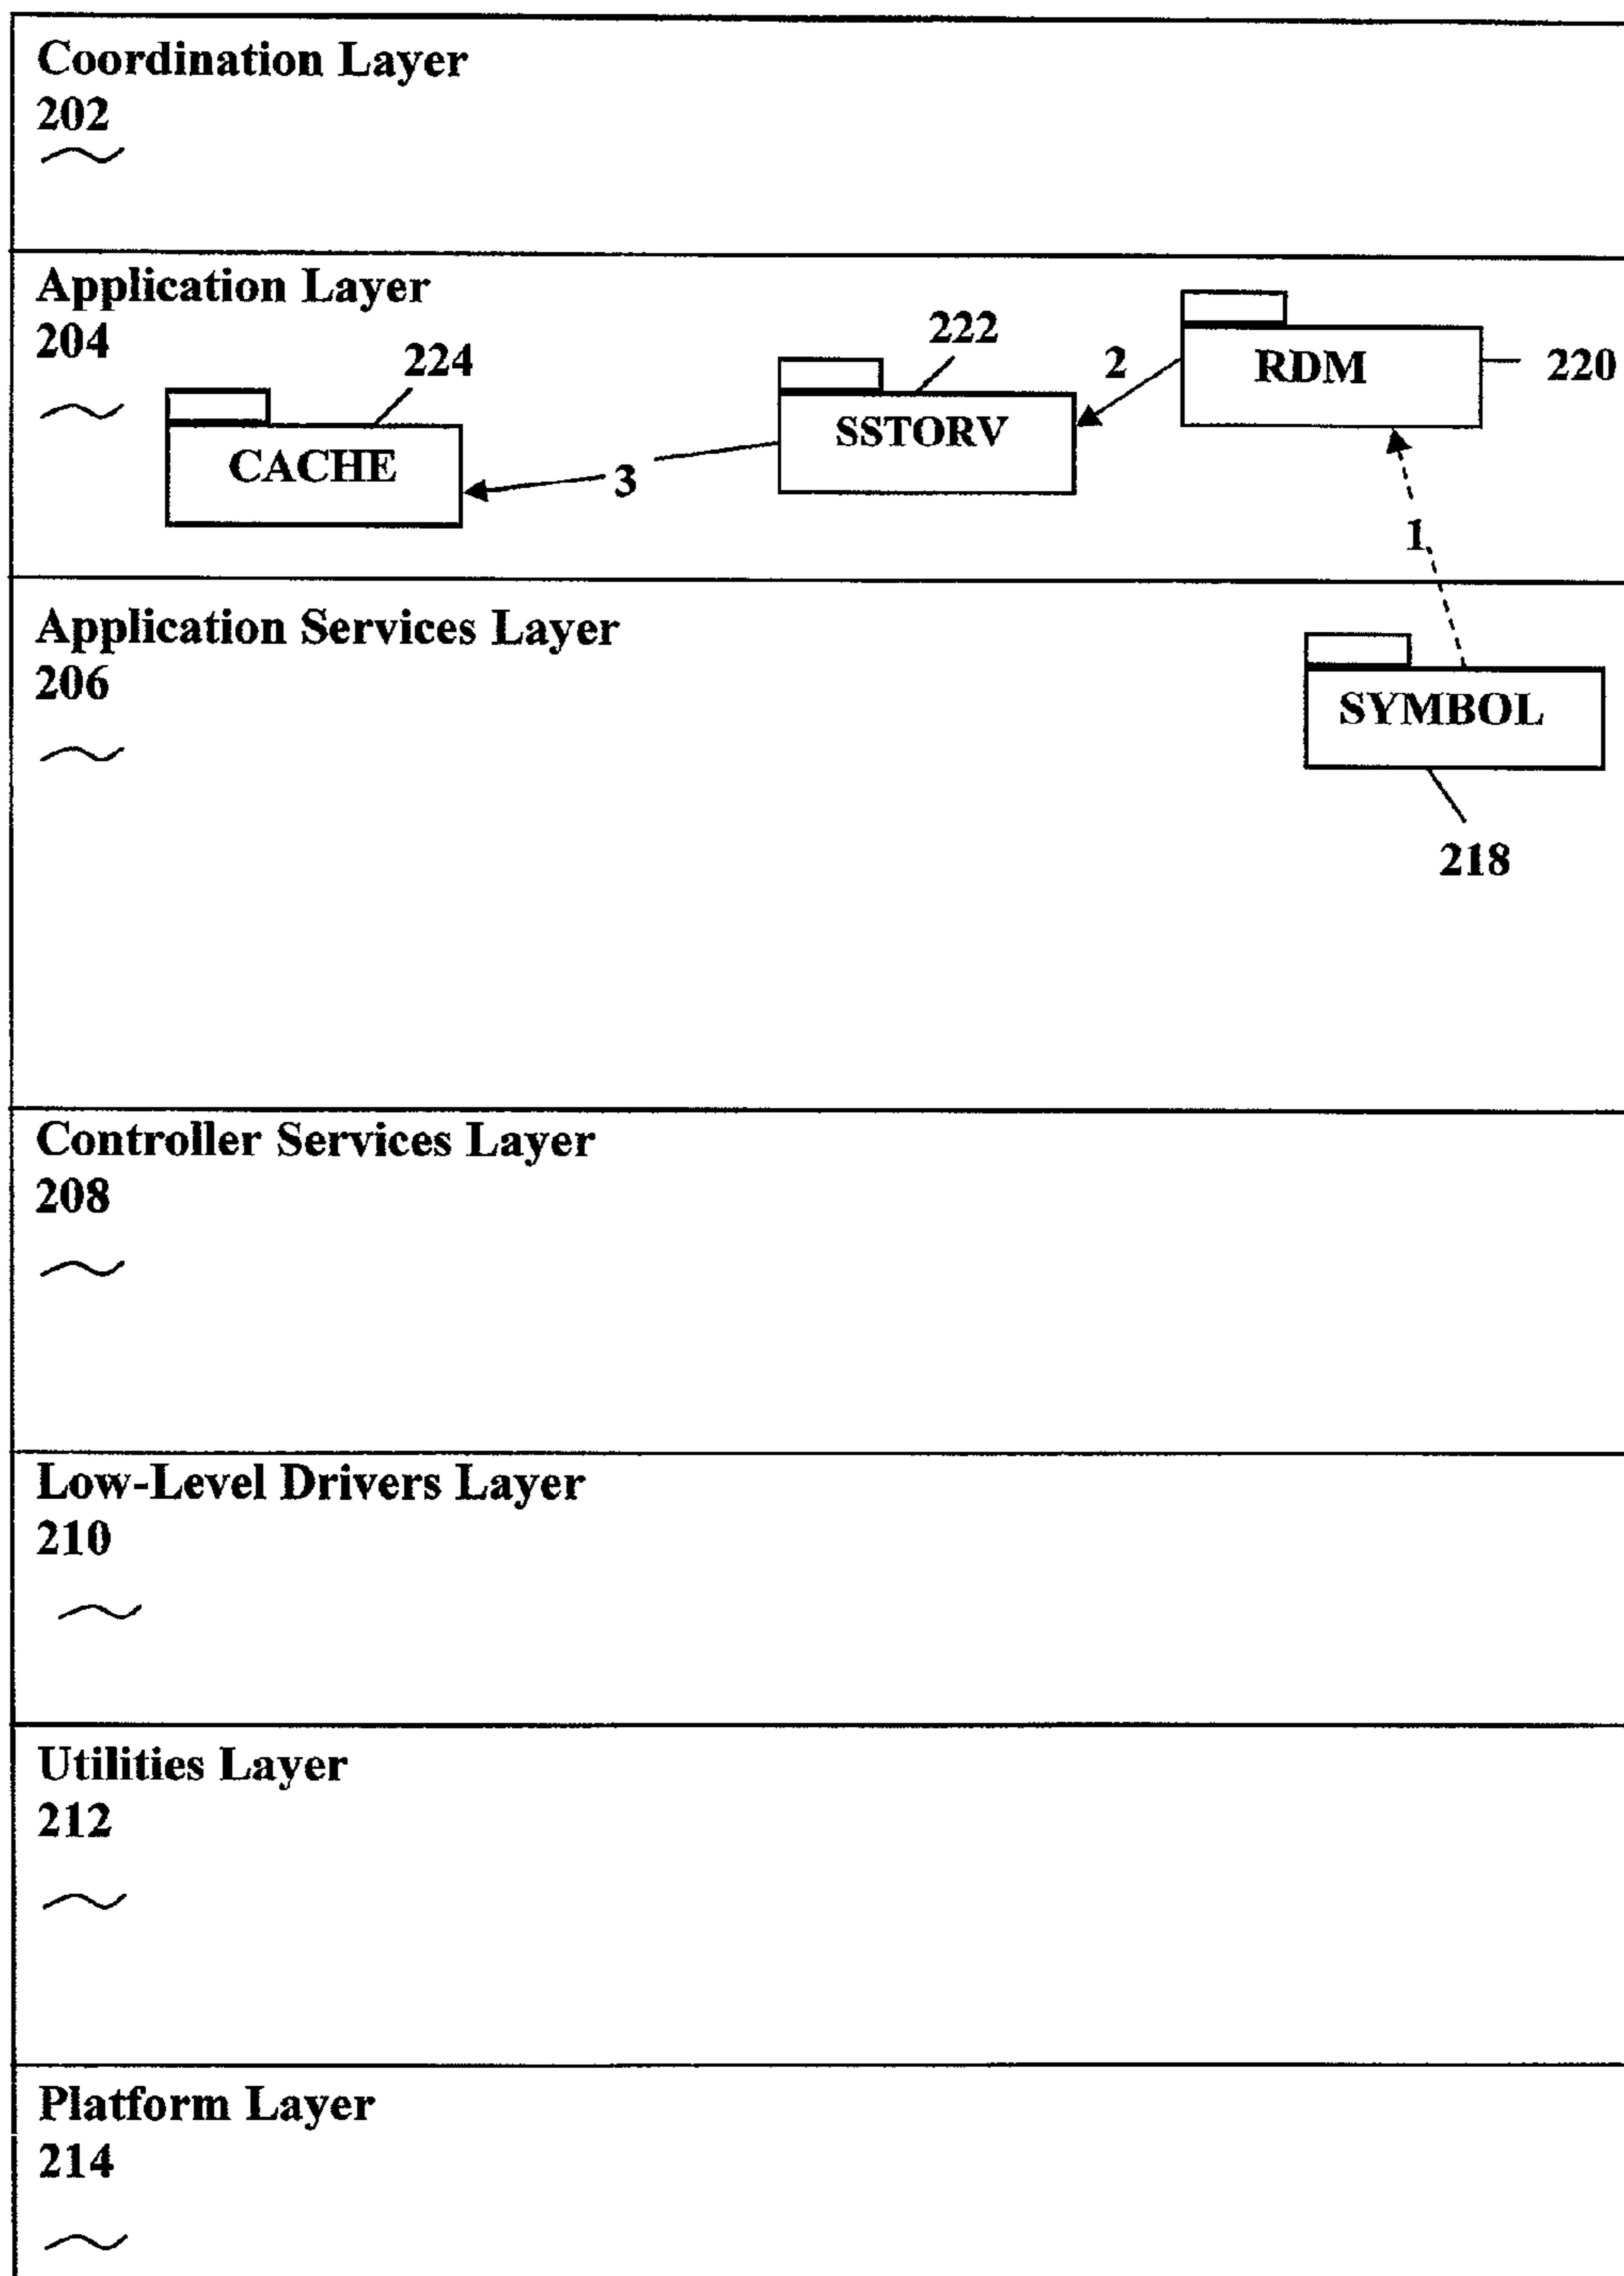 Coordination Layer
202
Application Layer
204
224
CACHE
3
222
SSTORV
2
RDM
220
1
Application Services Layer
206
SYMBOL
218
Controller Services Layer
208
Low-Level Drivers Layer
210
Utilities Layer
212
Platform Layer
214